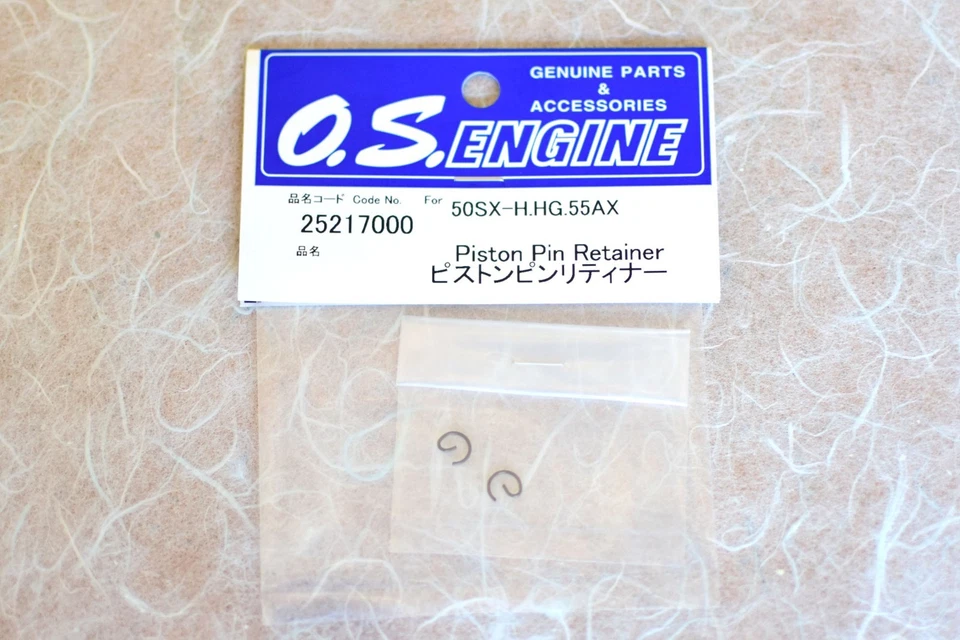 GENUINE PARTS
&
ACCESSORIES
O.S.ENGINE
品名コード Code No. For 50SX-H.HG.55AX
25217000
品名 Piston Pin Retainer
ピストンピンリティナー